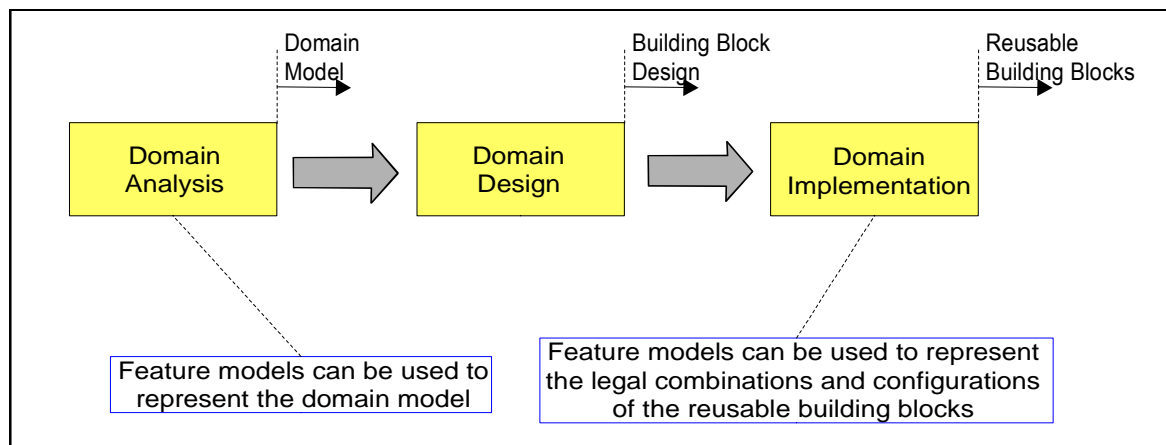 Domain
Model
Building Block
Design
Reusable
Building Blocks
Domain
Analysis
Domain
Design
Domain
Implementation
Feature models can be used to
represent the domain model
Feature models can be used to represent
the legal combinations and configurations
of the reusable building blocks